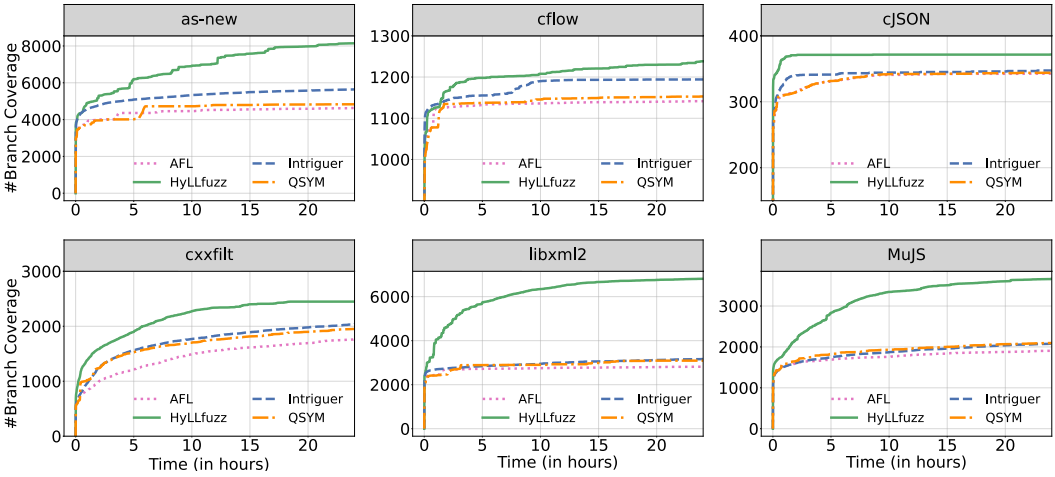 as-new
cflow
cJSON
#Branch Coverage
8000
6000
4000
2000
0
AFL
HyLLfuzz
Intriguer
QSYM
0 5 10 15 20
1300
1200
1100
1000
AFL
HyLLfuzz
Intriguer
QSYM
0 5 10 15 20
400
300
200
AFL
HyLLfuzz
Intriguer
QSYM
0 5 10 15 20
cxxfilt
libxml2
MuJS
#Branch Coverage
3000
2000
1000
0
AFL
HyLLfuzz
Intriguer
QSYM
0 5 10 15 20
Time (in hours)
6000
4000
2000
0
AFL
HyLLfuzz
Intriguer
QSYM
0 5 10 15 20
Time (in hours)
3000
2000
1000
0
AFL
HyLLfuzz
Intriguer
QSYM
0 5 10 15 20
Time (in hours)